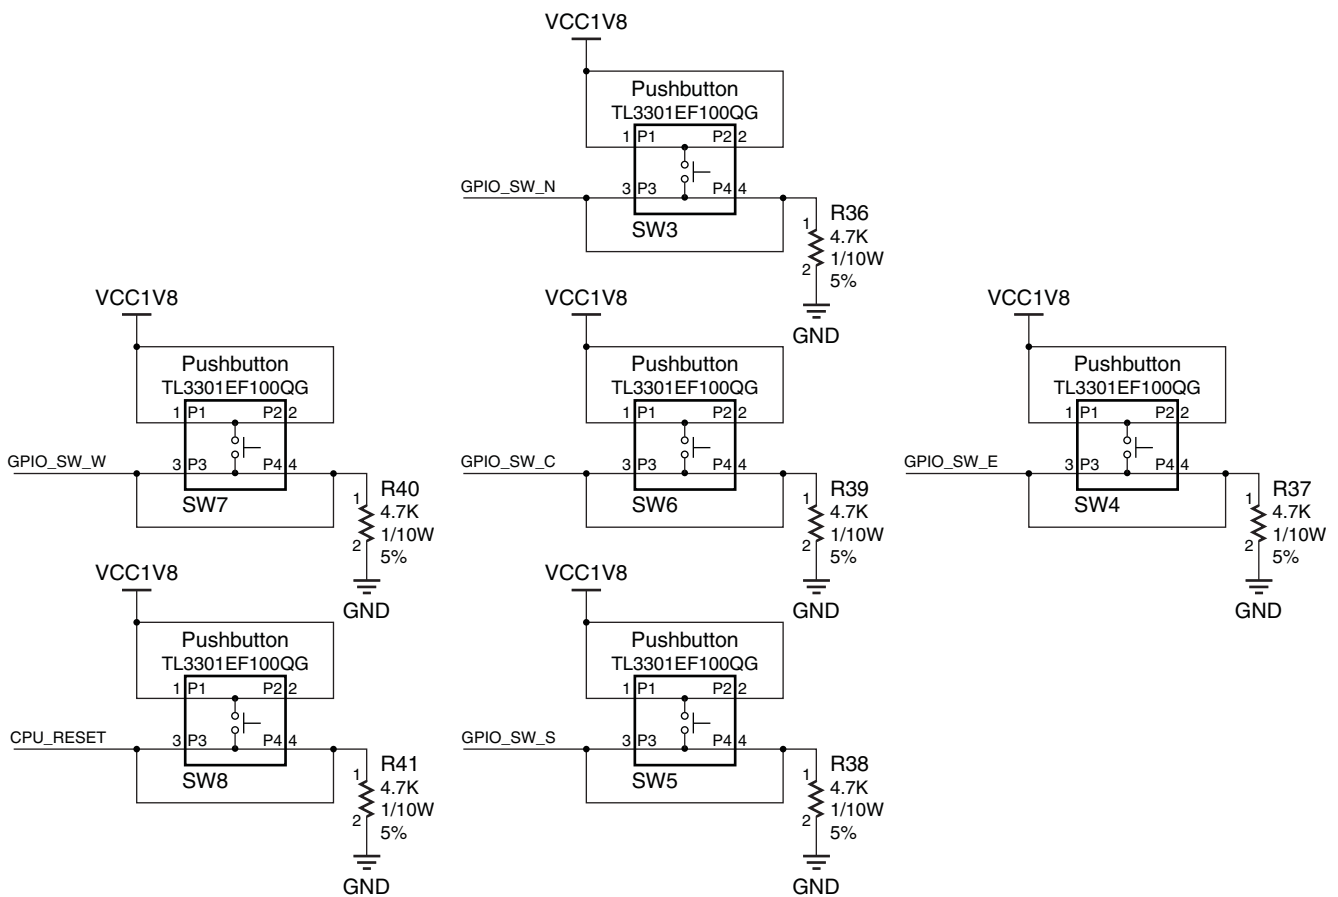 VCC1V8
Pushbutton
TL3301EF100QG
1 P1 P2 2
GPIO_SW_N 3 P3 P4 4
SW3
R36
1 4.7K
1/10W
2 5%
GND
VCC1V8
Pushbutton
TL3301EF100QG
1 P1 P2 2
GPIO_SW_W 3 P3 P4 4
SW7
R40
1 4.7K
1/10W
2 5%
GND
VCC1V8
Pushbutton
TL3301EF100QG
1 P1 P2 2
GPIO_SW_C 3 P3 P4 4
SW6
R39
1 4.7K
1/10W
2 5%
GND
VCC1V8
Pushbutton
TL3301EF100QG
1 P1 P2 2
GPIO_SW_E 3 P3 P4 4
SW4
R37
1 4.7K
1/10W
2 5%
GND
VCC1V8
Pushbutton
TL3301EF100QG
1 P1 P2 2
CPU_RESET 3 P3 P4 4
SW8
R41
1 4.7K
1/10W
2 5%
GND
VCC1V8
Pushbutton
TL3301EF100QG
1 P1 P2 2
GPIO_SW_S 3 P3 P4 4
SW5
R38
1 4.7K
1/10W
2 5%
GND